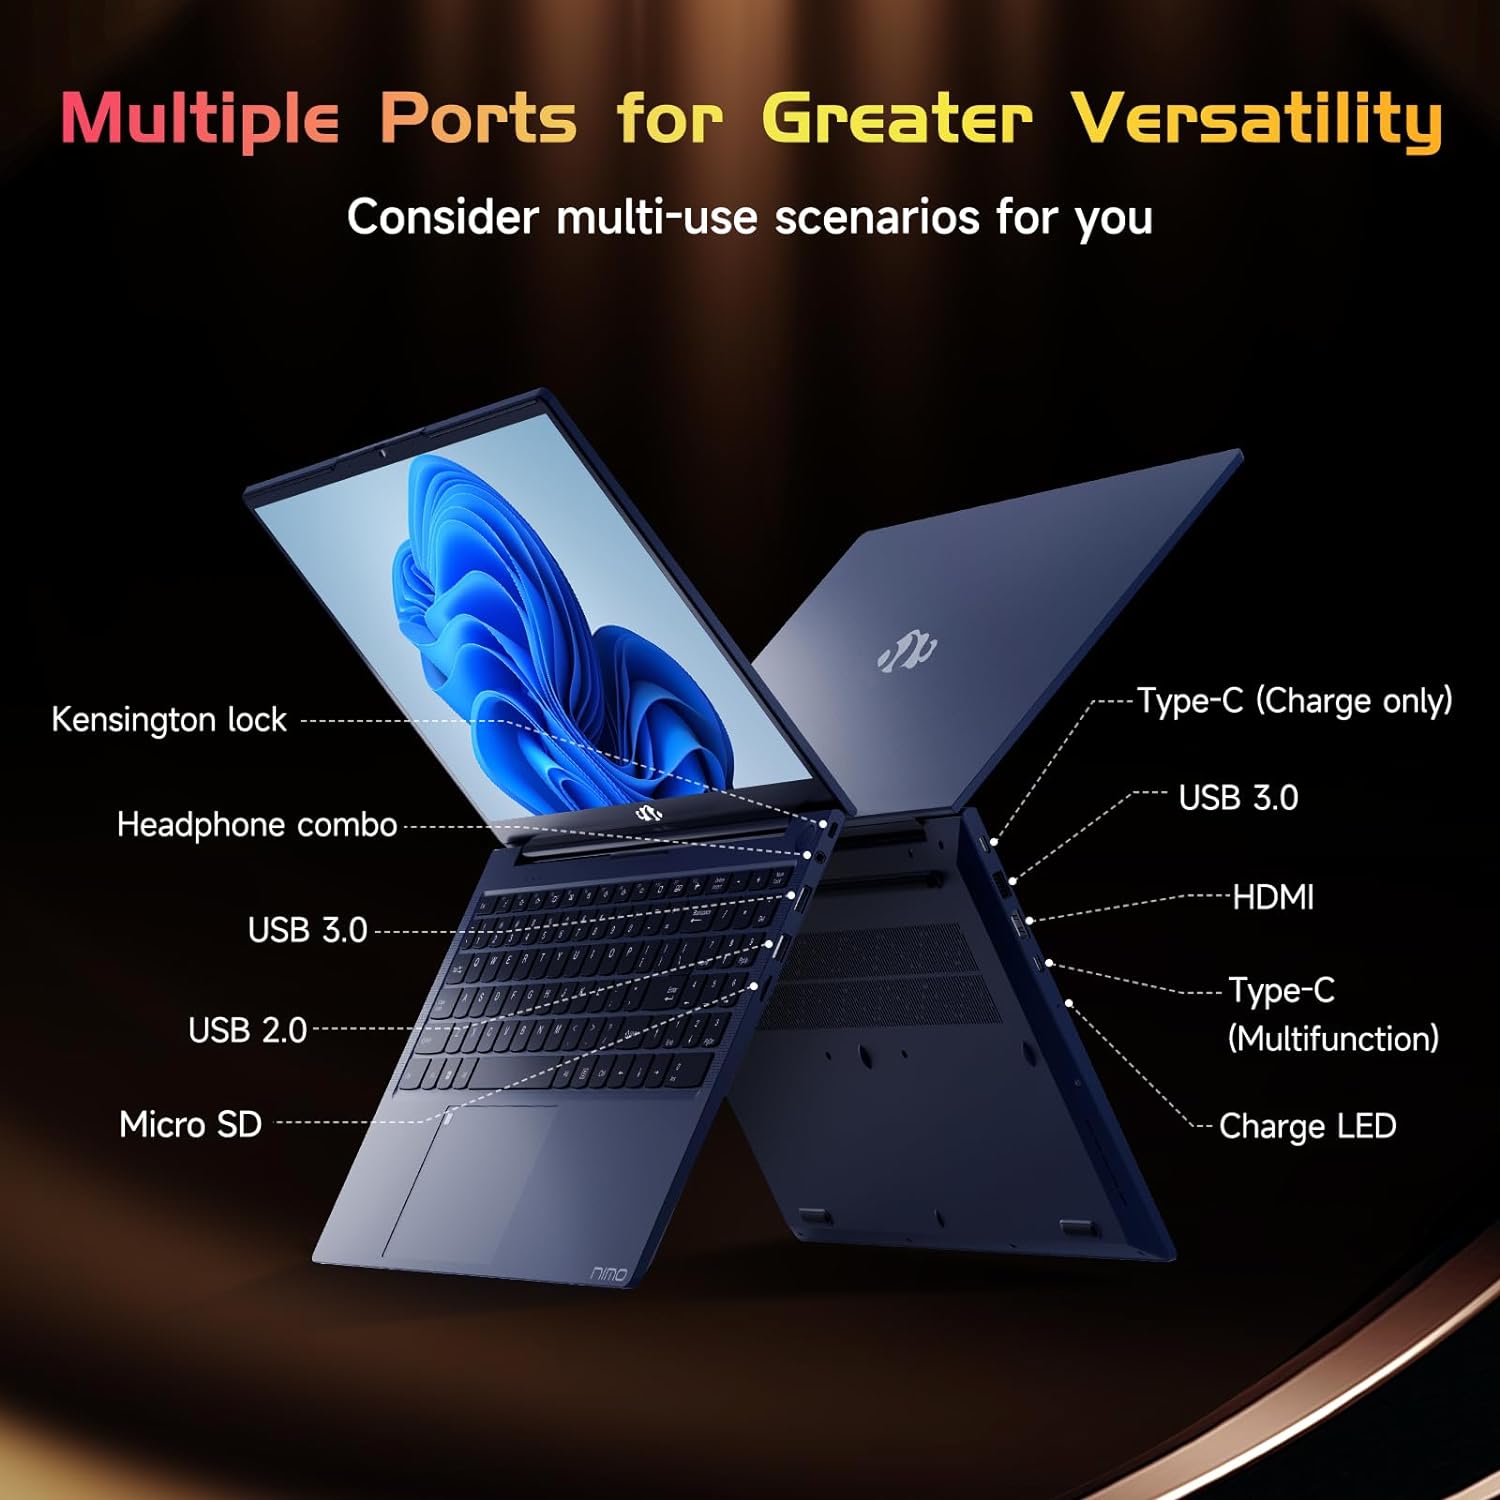 Multiple Ports for Greater Versatility
Consider multi-use scenarios for you
Kensington lock
Headphone combo
USB 3.0
USB 2.0
Micro SD
Type-C (Charge only)
USB 3.0
HDMI
Type-C
(Multifunction)
Charge LED
nimo